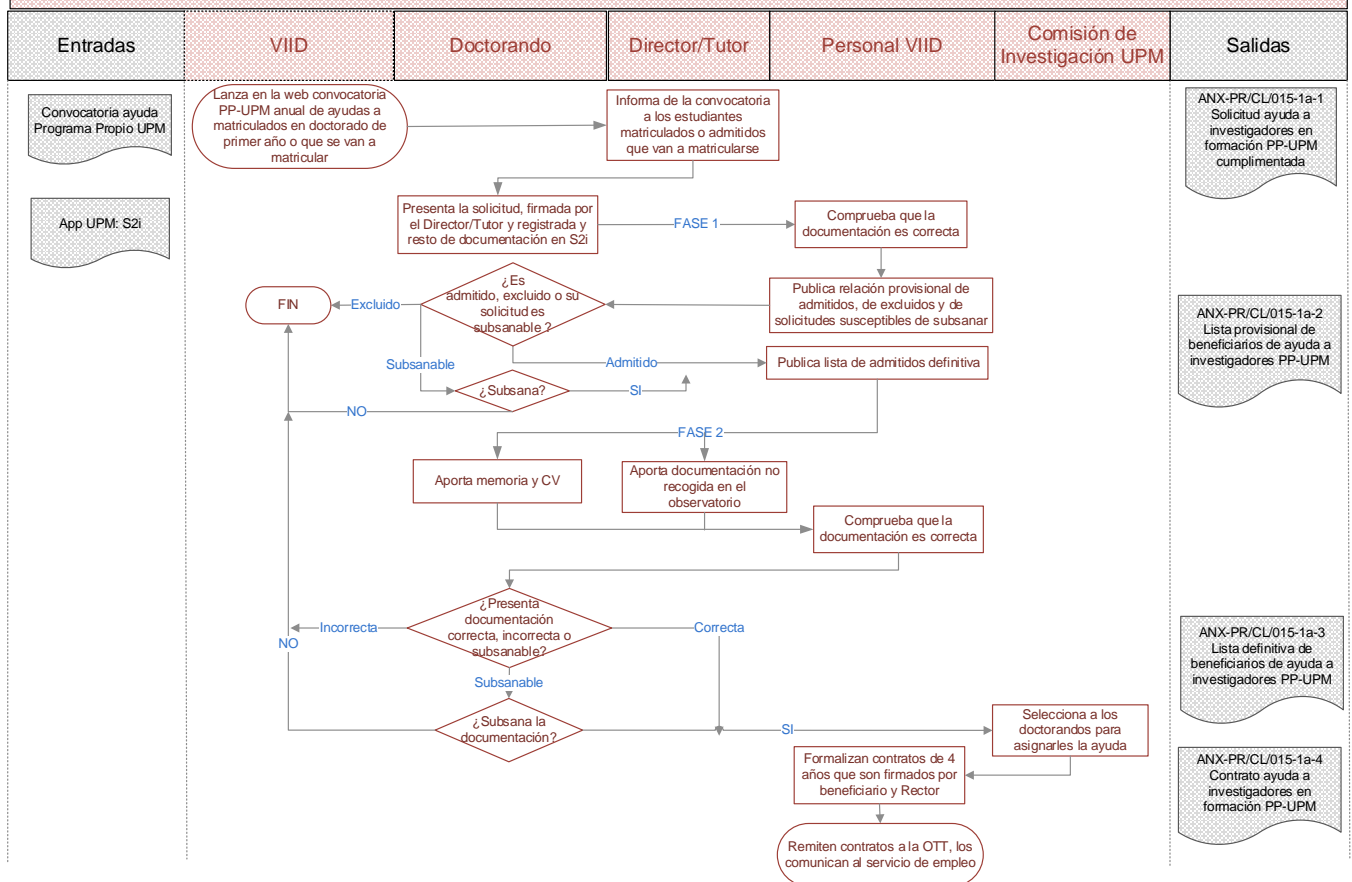 Entradas
VIID
Doctorando
Director/Tutor
Personal VIID
Comisión de
Investigación UPM
Salidas
Convocatoria ayuda
Programa Propio UPM
Lanza en la web convocatoria
PP-UPM anual de ayudas a
matriculados en doctorado de
primer año o que se van a
matricular
Informa de la convocatoria
a los estudiantes
matriculados o admitidos
que van a matricularse
ANX-PR/CL/015-1a-1
Solicitud ayuda a
investigadores en
formación PP-UPM
cumplimentada
App UPM: S2i
Presenta la solicitud, firmada por
el Director/Tutor y registrada y
resto de documentación en S2i
FASE 1
Comprueba que la
documentación es correcta
¿Es
admitido, excluido o su
solicitud es
subsanable ?
Excluido
FIN
Publica relación provisional de
admitidos, de excluidos y de
solicitudes susceptibles de subsanar
ANX-PR/CL/015-1a-2
Lista provisional de
beneficiarios de ayuda a
investigadores PP-UPM
Subsanable
Admitido
Publica lista de admitidos definitiva
¿Subsana?
SI
NO
FASE 2
Aporta memoria y CV
Aporta documentación no
recogida en el
observatorio
Comprueba que la
documentación es correcta
¿Presenta
documentación
correcta, incorrecta o
subsanable?
Incorrecta
Correcta
NO
Subsanable
ANX-PR/CL/015-1a-3
Lista definitiva de
beneficiarios de ayuda a
investigadores PP-UPM
¿Subsana la
documentación?
SI
Selecciona a los
doctorandos para
asignarles la ayuda
Formalizan contratos de 4
años que son firmados por
beneficiario y Rector
ANX-PR/CL/015-1a-4
Contrato ayuda a
investigadores en
formación PP-UPM
Remiten contratos a la OTT, los
comunican al servicio de empleo